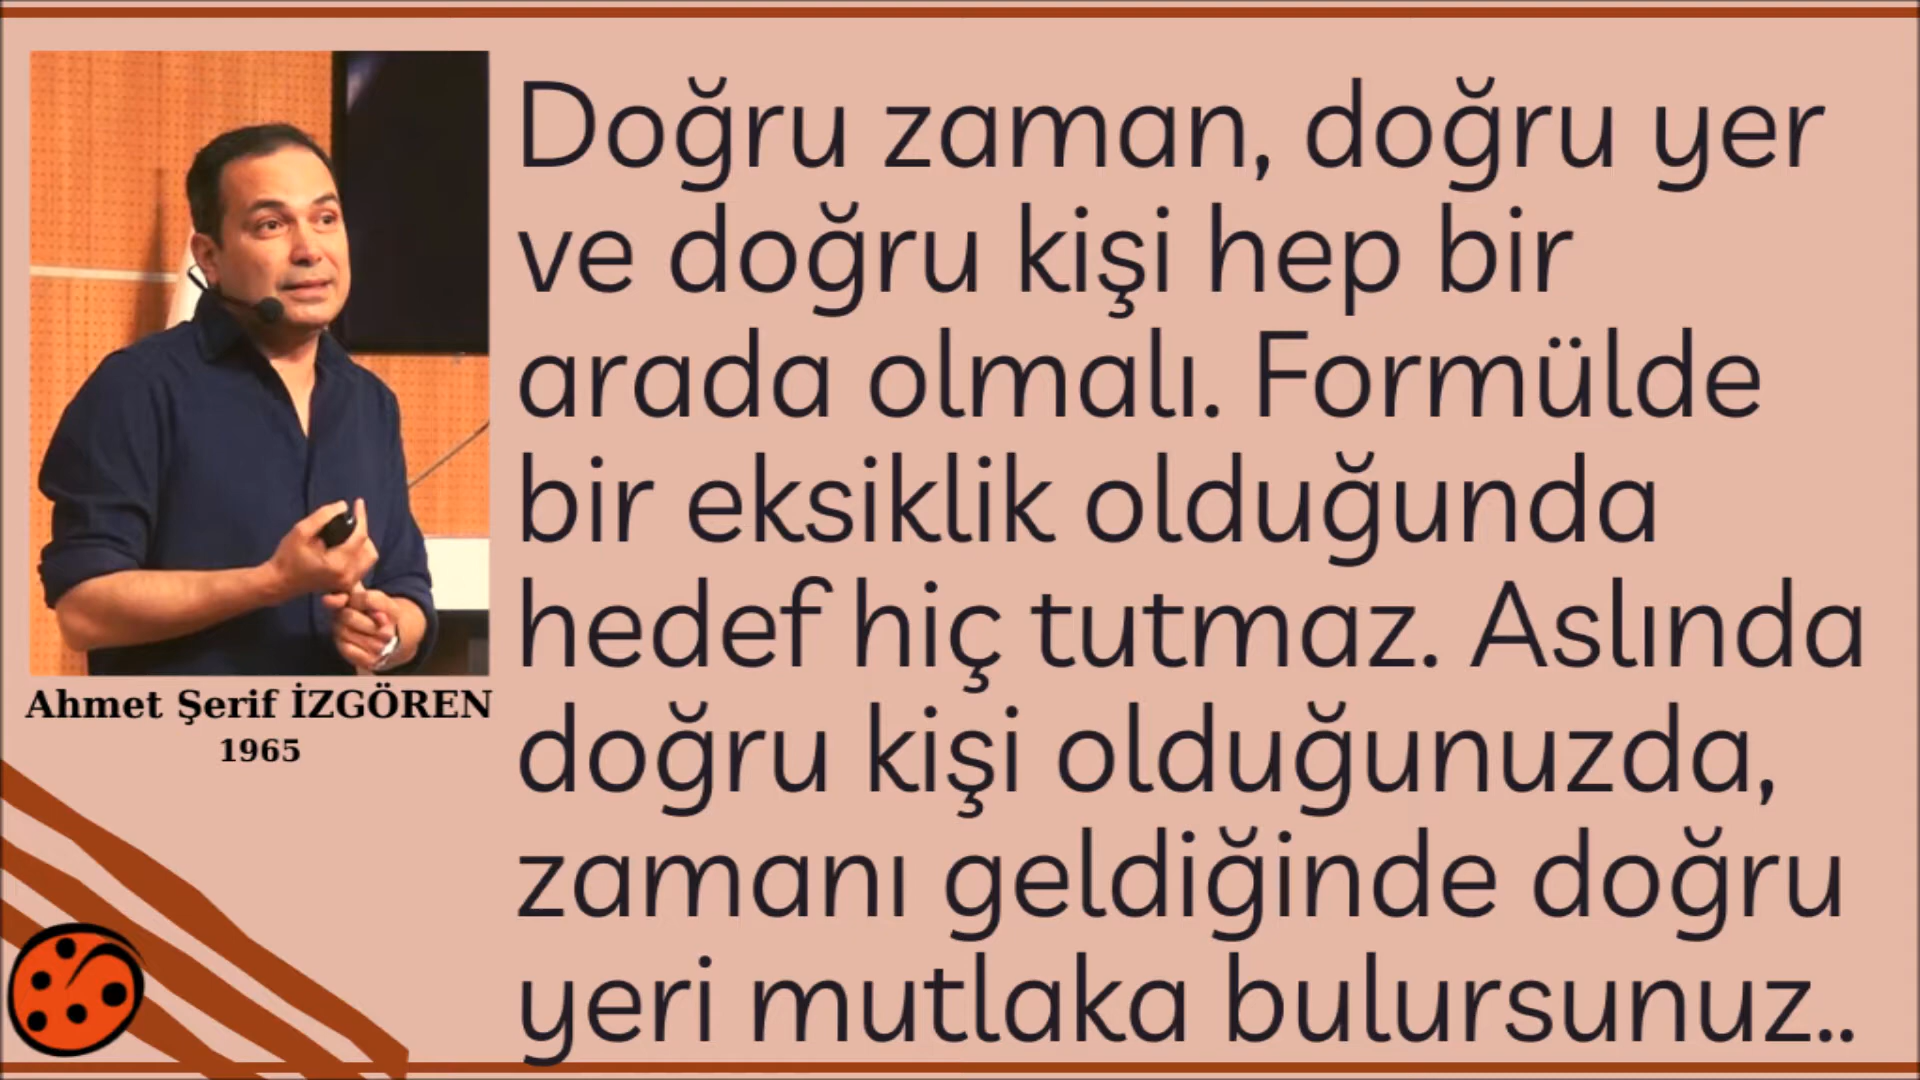 Doğru zaman, doğru yer
ve doğru kişi hep bir
arada olmalı. Formülde
bir eksiklik olduğunda
hedef hiç tutmaz. Aslında
doğru kişi olduğunuzda,
zamanı geldiğinde doğru
yeri mutlaka bulursunuz..
Ahmet Şerif İZGÖREN
1965